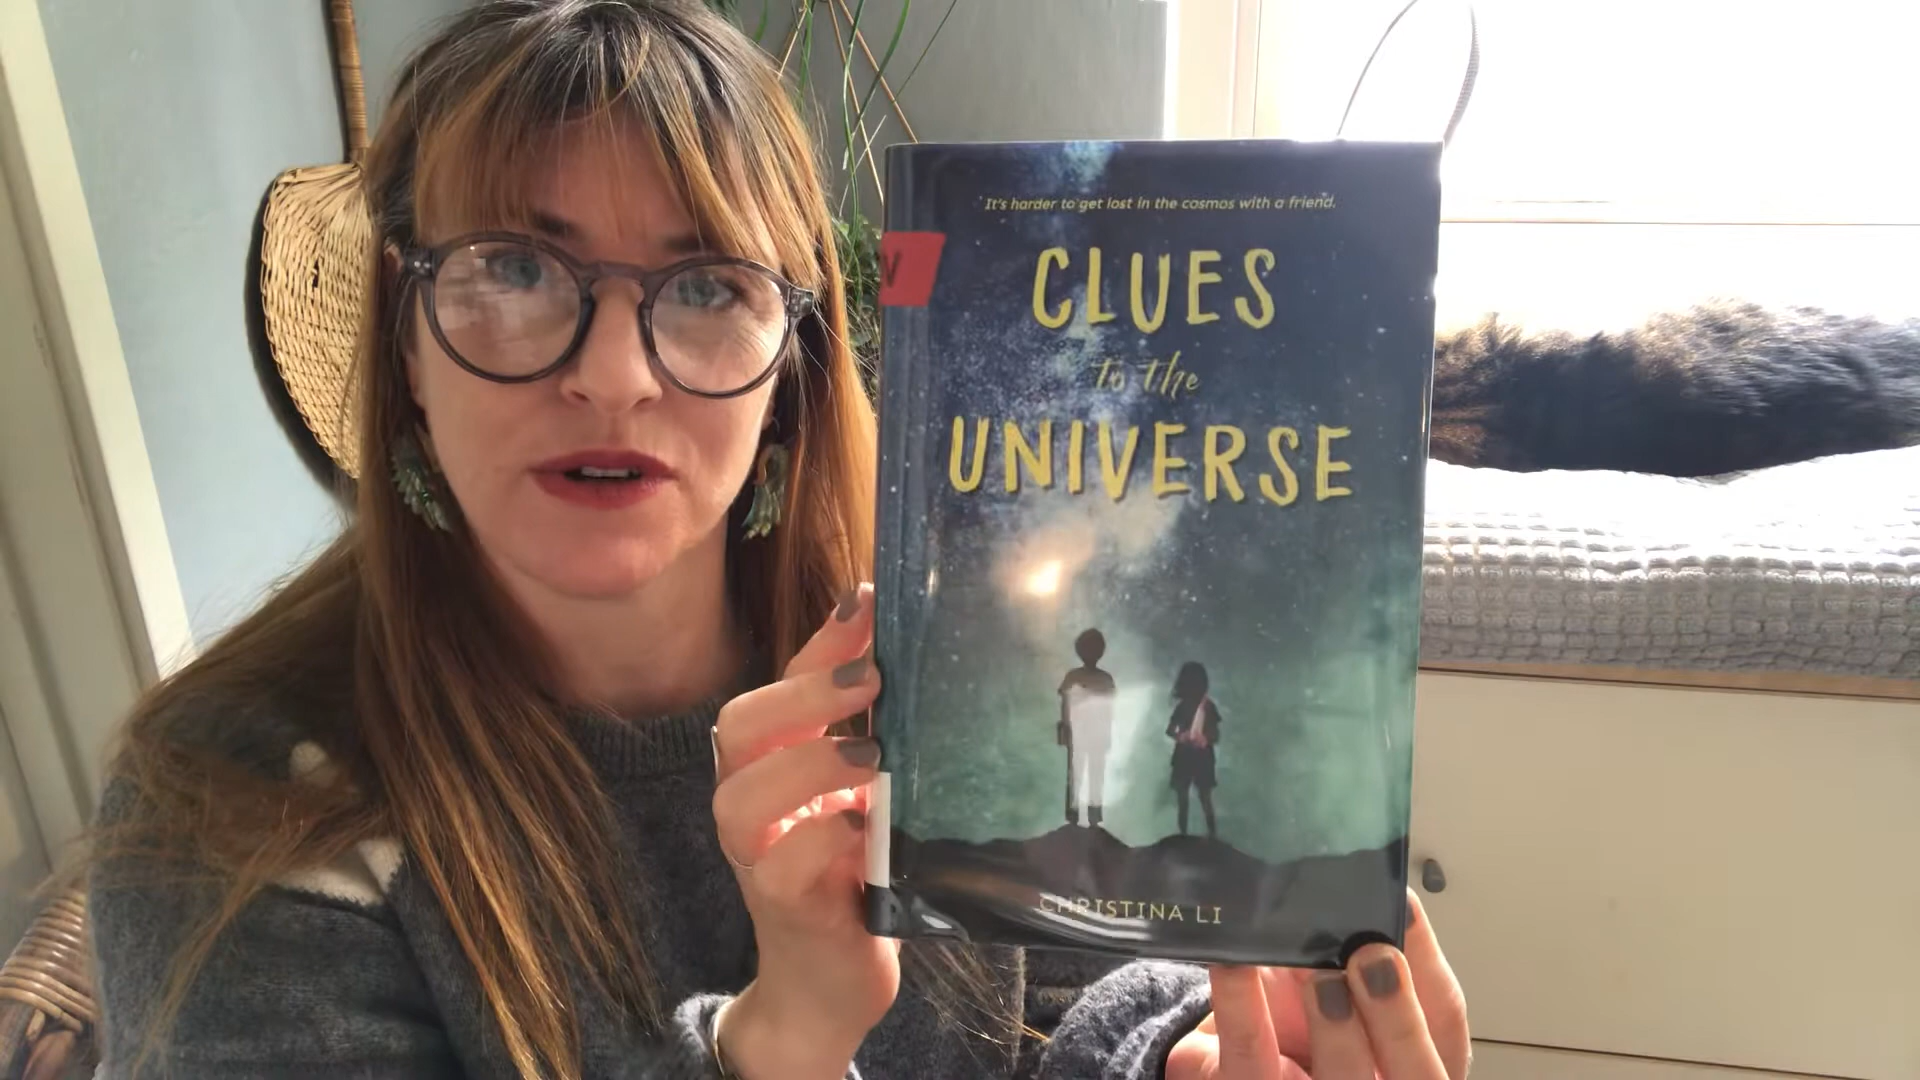 It's harder to get lost in the cosmos with a friend.
CLUES
to the
UNIVERSE
CHRISTINA LI
V